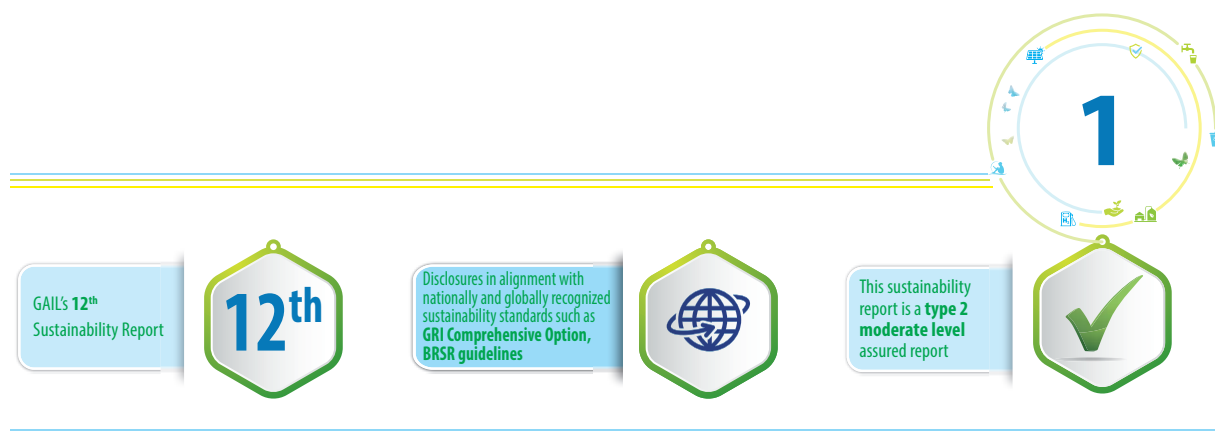 1
GAIL's 12th
Sustainability Report
12th
Disclosures in alignment with
nationally and globally recognized
sustainability standards such as
GRI Comprehensive Option,
BRSR guidelines
This sustainability
report is a type 2
moderate level
assured report